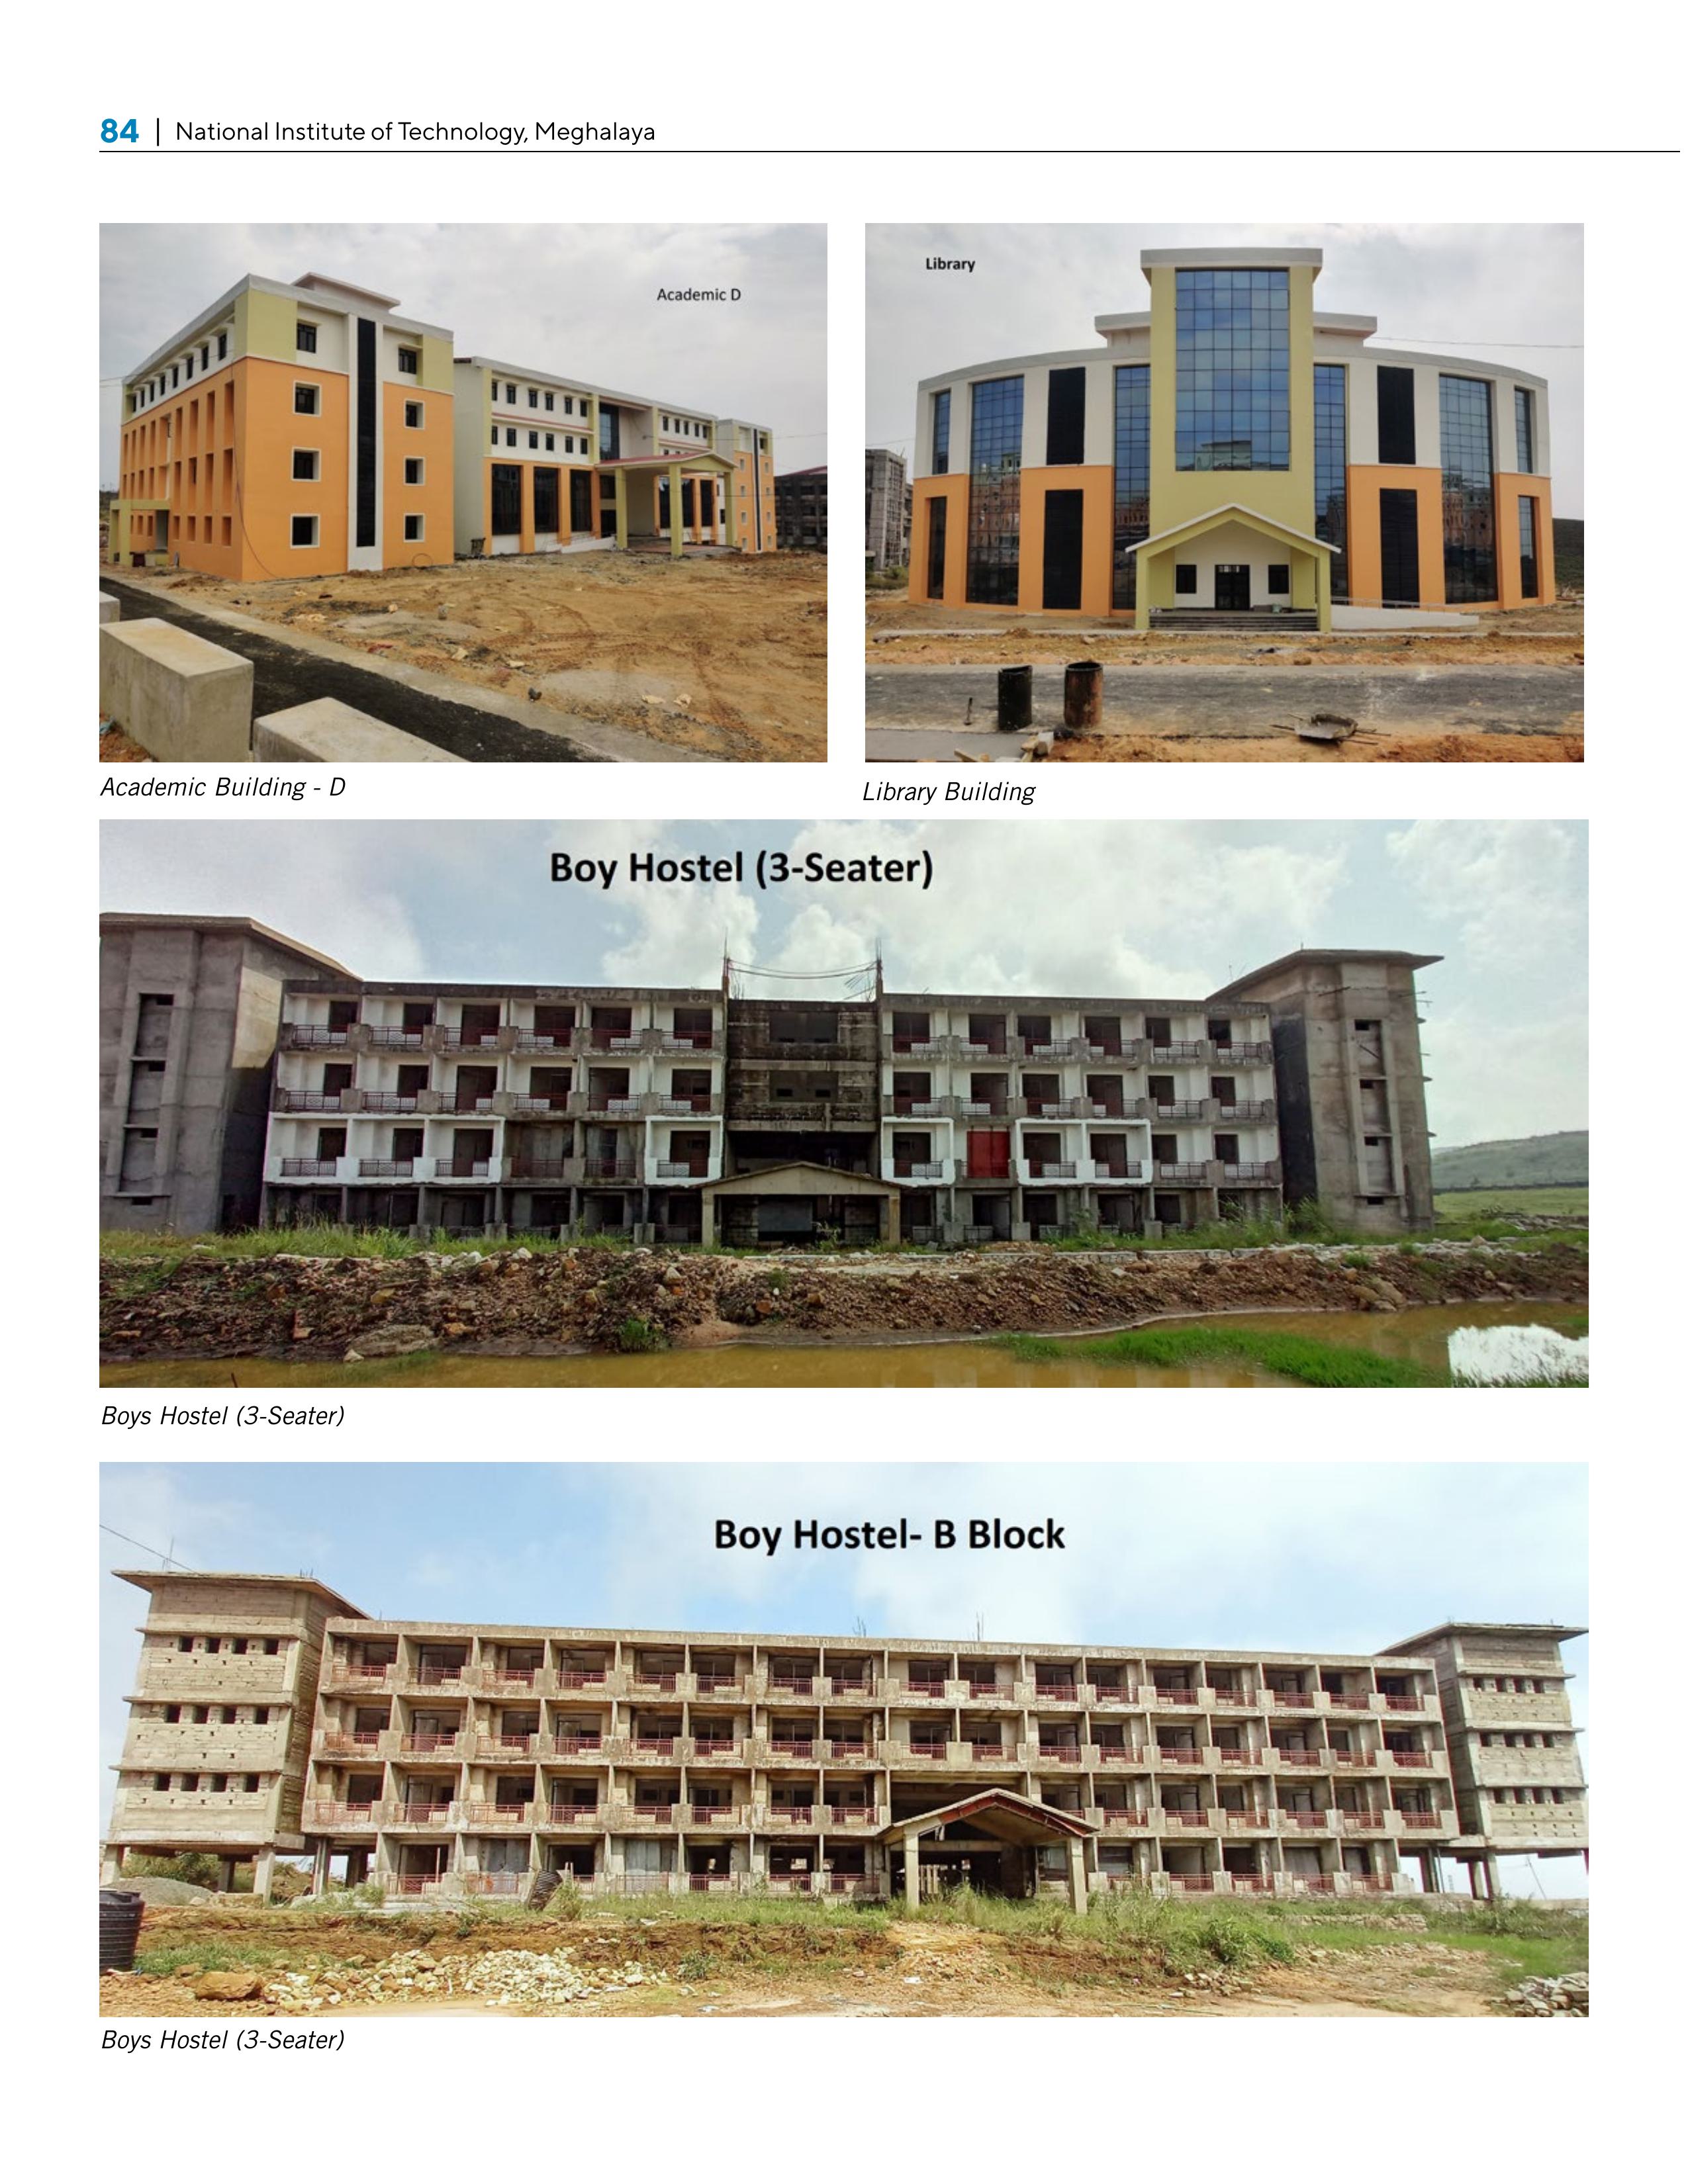 84 | National Institute of Technology, Meghalaya
Academic D
Library
Academic Building - D
Library Building
Boy Hostel (3-Seater)
Boys Hostel (3-Seater)
Boy Hostel- B Block
Boys Hostel (3-Seater)